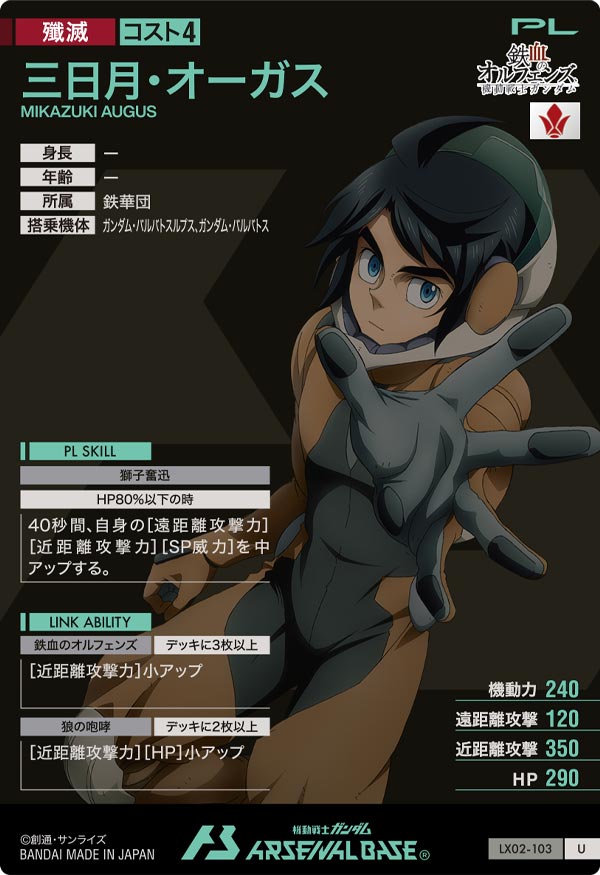 殲滅 コスト4 PL
三日月・オーガス
MIKAZUKI AUGUS
鉄血の
オルフェンズ
機動戦士ガンダム
身長 ー
年齢 ー
所属 鉄華団
搭乗機体 ガンダム・バルバトスルプス、ガンダム・バルバトス
PL SKILL
獅子奮迅
HP80%以下の時
40秒間、自身の[遠距離攻撃力]
[近距離攻撃力][SP威力]を中
アップする。
LINK ABILITY
鉄血のオルフェンズ デッキに3枚以上
[近距離攻撃力]小アップ
狼の咆哮 デッキに2枚以上
[近距離攻撃力][HP]小アップ
機動力 240
遠距離攻撃 120
近距離攻撃 350
HP 290
©創通・サンライズ
BANDAI MADE IN JAPAN
機動戦士ガンダム
ARSENAL BASE®
LX02-103 U